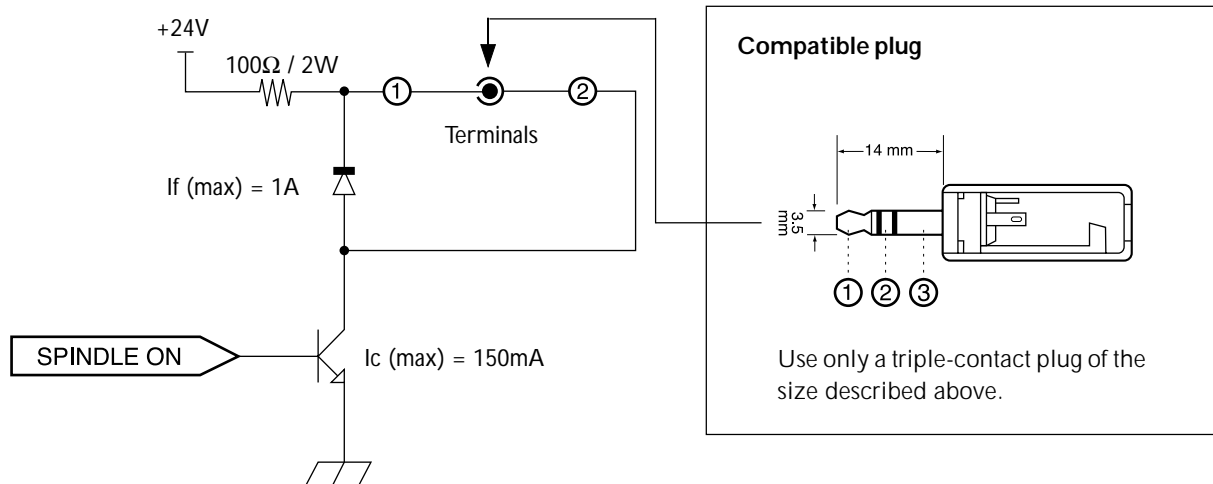 +24V
100Ω / 2W
①
②
Terminals
If (max) = 1A
SPINDLE ON
Ic (max) = 150mA
Compatible plug
14 mm
3.5
mm
①
②
③
Use only a triple-contact plug of the
size described above.